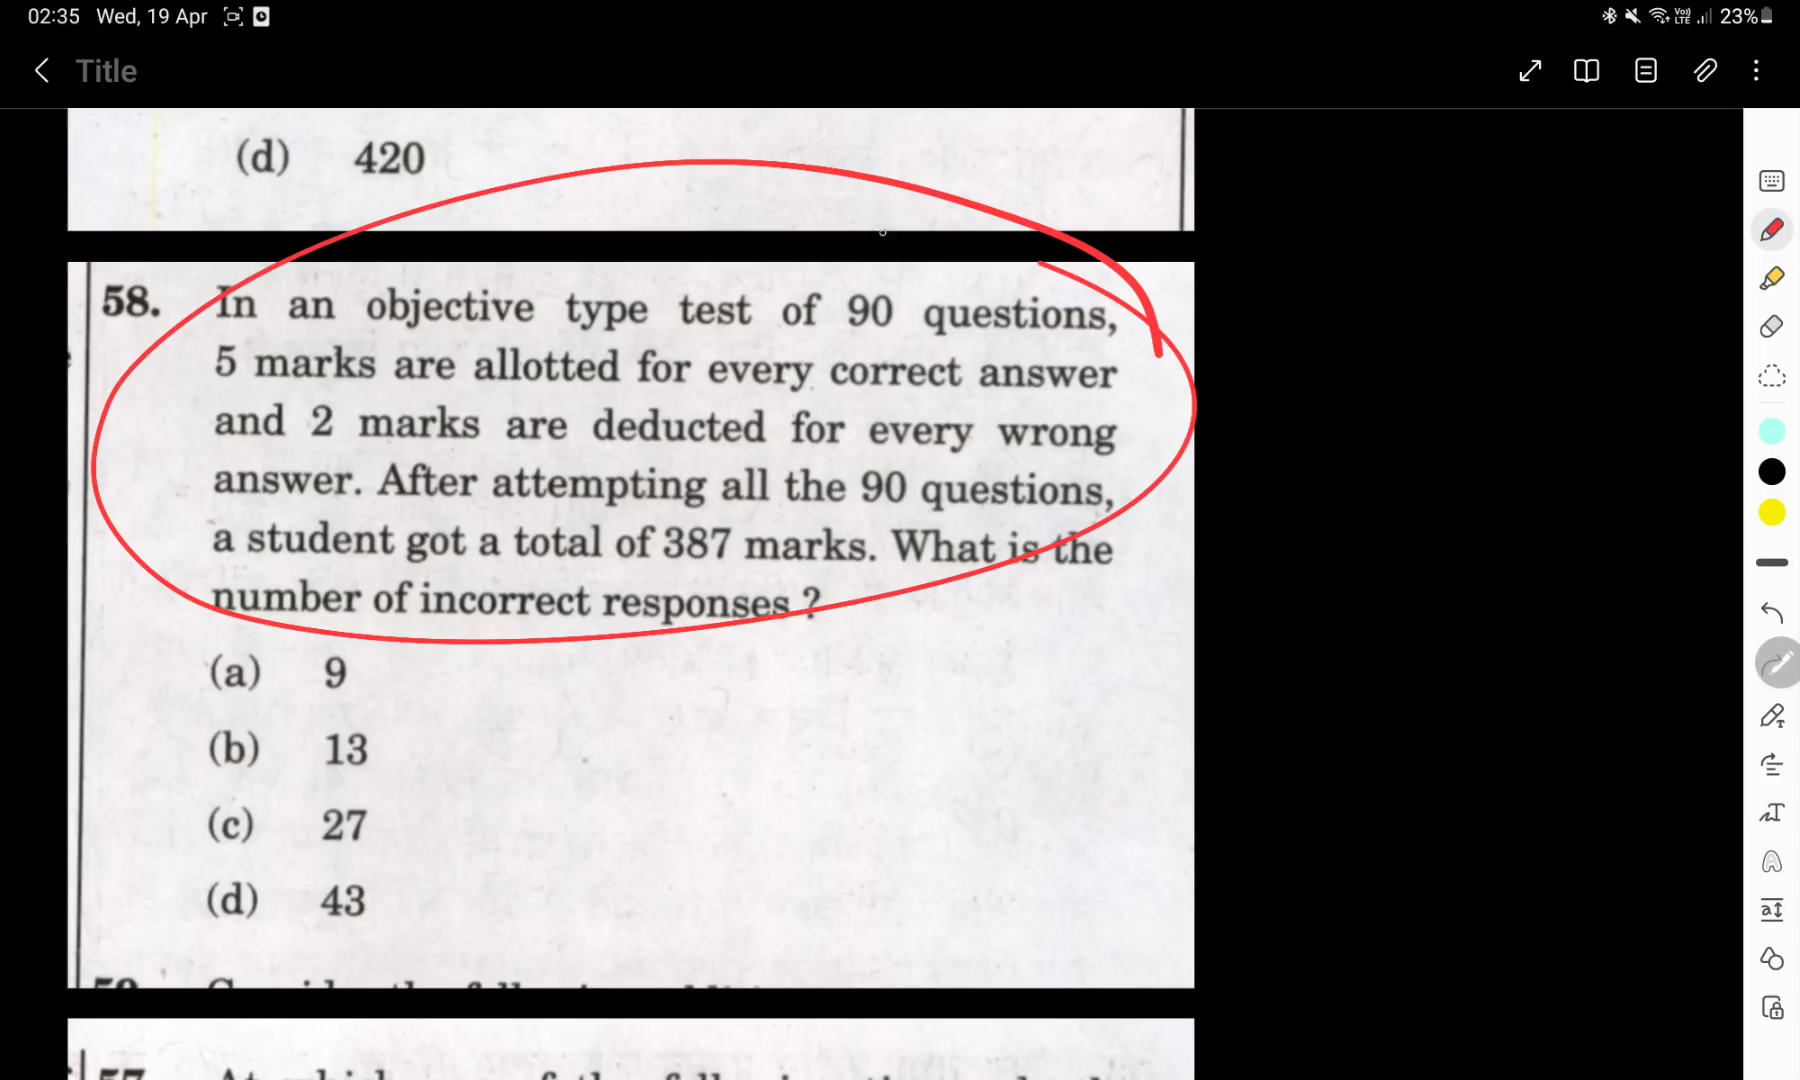 02:35 Wed, 19 Apr
Vo)) LTE 23%
Title
(d) 420
58. In an objective type test of 90 questions,
5 marks are allotted for every correct answer
and 2 marks are deducted for every wrong
answer. After attempting all the 90 questions,
a student got a total of 387 marks. What is the
number of incorrect responses ?
(a) 9
(b) 13
(c) 27
(d) 43